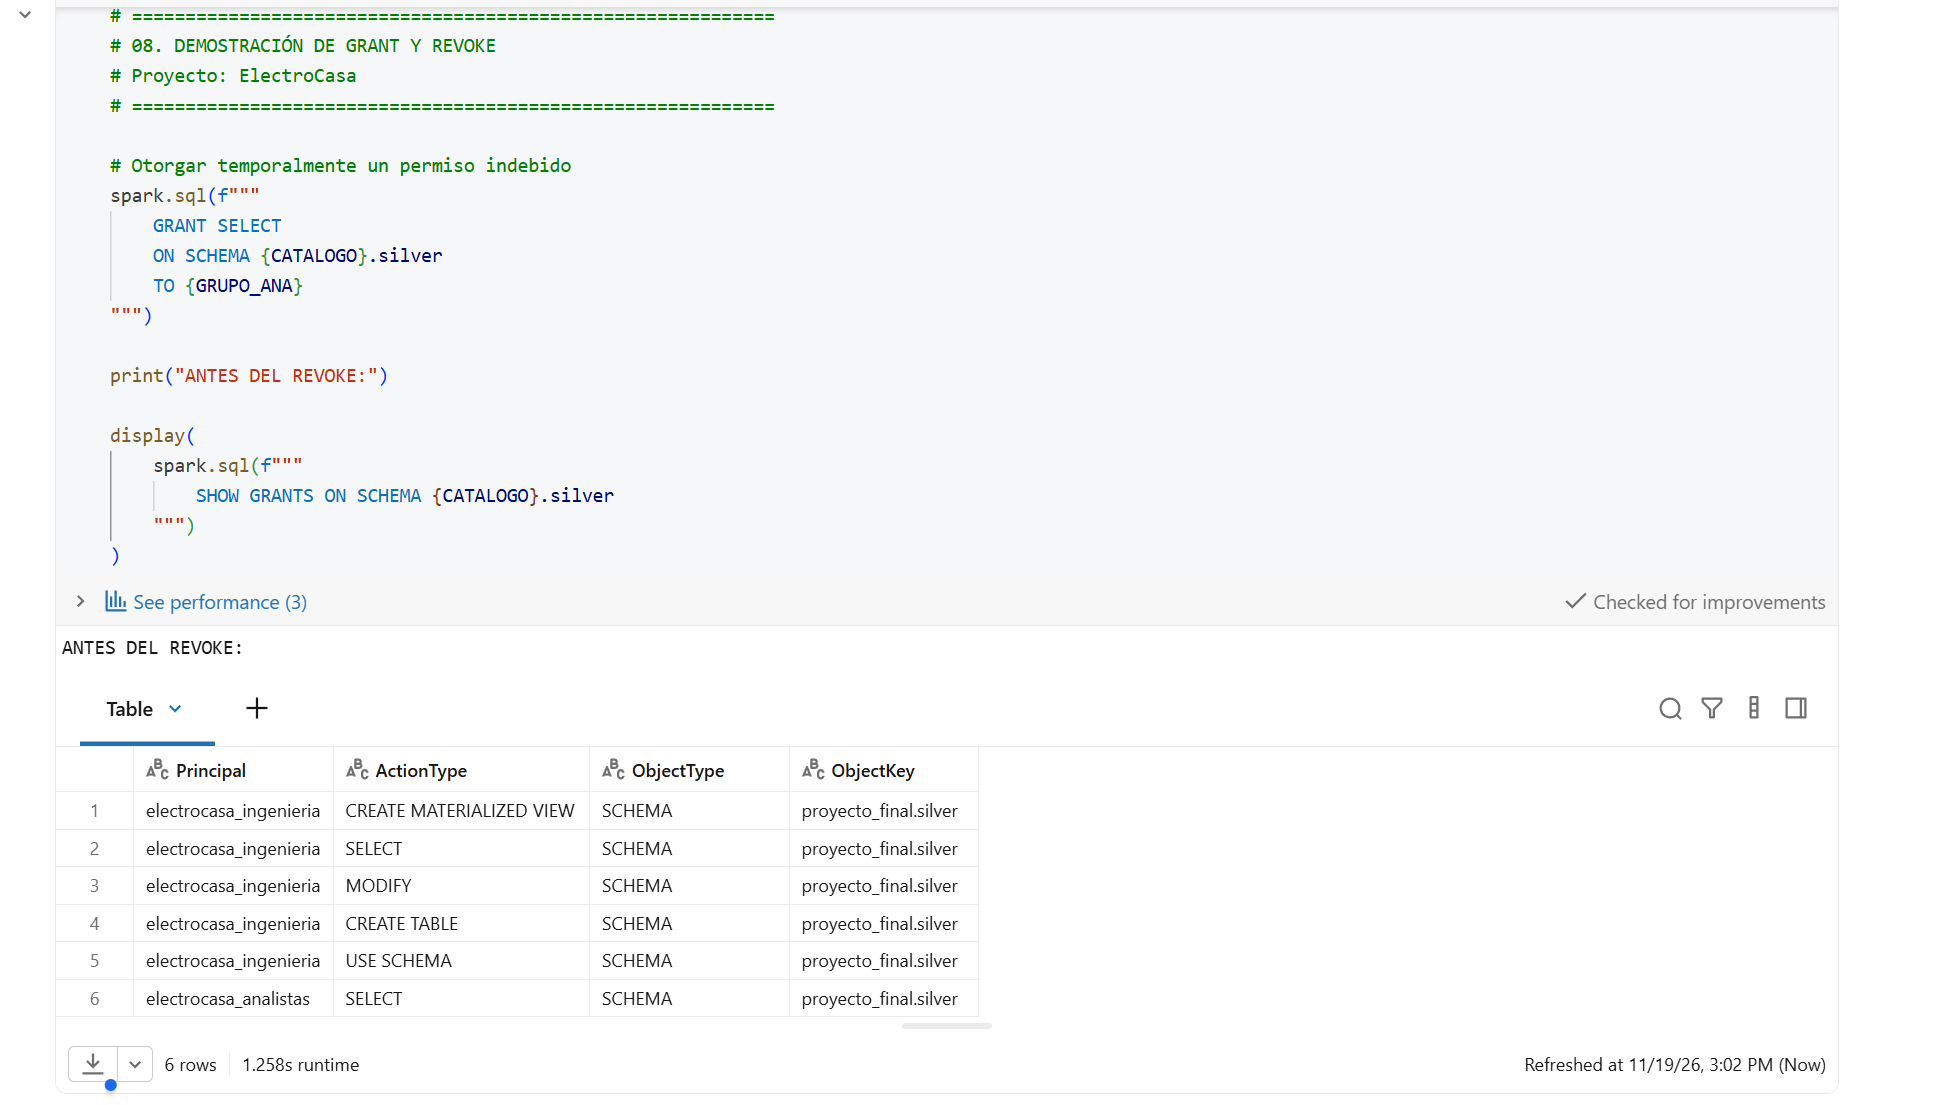 # ============================================================
# 08. DEMOSTRACIÓN DE GRANT Y REVOKE
# Proyecto: ElectroCasa
# ============================================================
# Otorgar temporalmente un permiso indebido
spark.sql(f"""
GRANT SELECT
ON SCHEMA {CATALOGO}.silver
TO {GRUPO_ANA}
""")
print("ANTES DEL REVOKE:")
display(
spark.sql(f"""
SHOW GRANTS ON SCHEMA {CATALOGO}.silver
""")
)
See performance (3) Checked for improvements
ANTES DEL REVOKE:
Table
Principal ActionType ObjectType ObjectKey
1 electrocasa_ingenieria CREATE MATERIALIZED VIEW SCHEMA proyecto_final.silver
2 electrocasa_ingenieria SELECT SCHEMA proyecto_final.silver
3 electrocasa_ingenieria MODIFY SCHEMA proyecto_final.silver
4 electrocasa_ingenieria CREATE TABLE SCHEMA proyecto_final.silver
5 electrocasa_ingenieria USE SCHEMA SCHEMA proyecto_final.silver
6 electrocasa_analistas SELECT SCHEMA proyecto_final.silver
6 rows 1.258s runtime Refreshed at 11/19/26, 3:02 PM (Now)